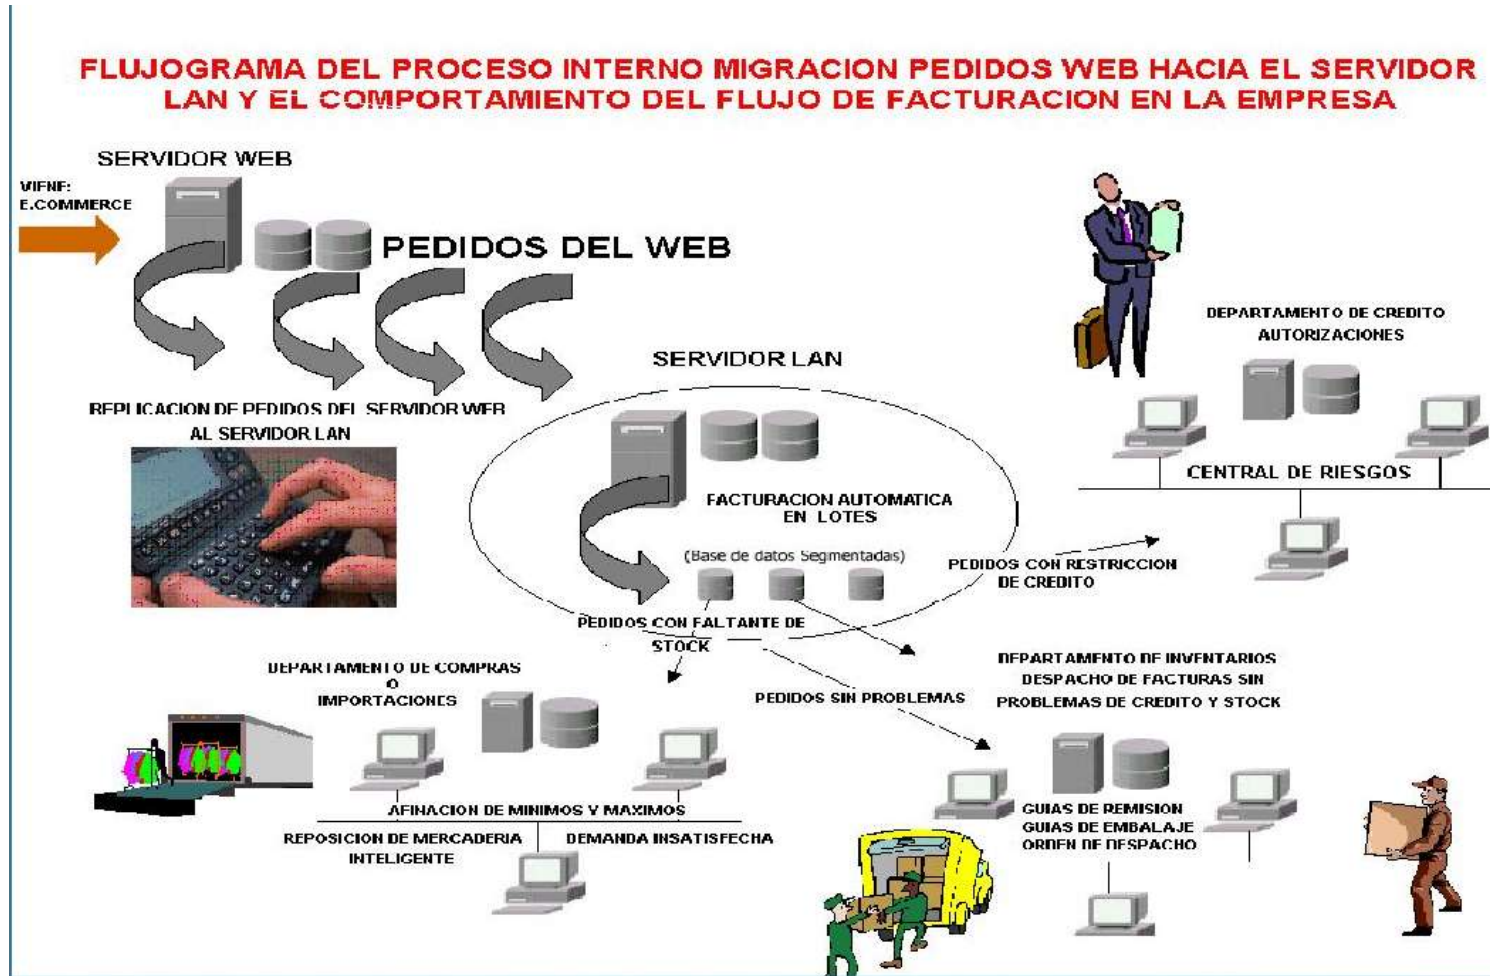 FLUJOGRAMA DEL PROCESO INTERNO MIGRACION PEDIDOS WEB HACIA EL SERVIDOR
LAN Y EL COMPORTAMIENTO DEL FLUJO DE FACTURACION EN LA EMPRESA
SERVIDOR WEB
VIENE:
E.COMMERCE
PEDIDOS DEL WEB
DEPARTAMENTO DE CREDITO
AUTORIZACIONES
SERVIDOR LAN
REPLICACION DE PEDIDOS DEL SERVIDOR WEB
AL SERVIDOR LAN
CENTRAL DE RIESGOS
FACTURACION AUTOMATICA
EN LOTES
(Base de datos Segmentadas)
PEDIDOS CON RESTRICCION
DE CREDITO
PEDIDOS CON FALTANTE DE
STOCK
DEPARTAMENTO DE COMPRAS
O
IMPORTACIONES
PEDIDOS SIN PROBLEMAS
DEPARTAMENTO DE INVENTARIOS
DESPACHO DE FACTURAS SIN
PROBLEMAS DE CREDITO Y STOCK
AFINACION DE MINIMOS Y MAXIMOS
REPOSICION DE MERCADERIA
INTELIGENTE
DEMANDA INSATISFECHA
GUIAS DE REMISION
GUIAS DE EMBALAJE
ORDEN DE DESPACHO